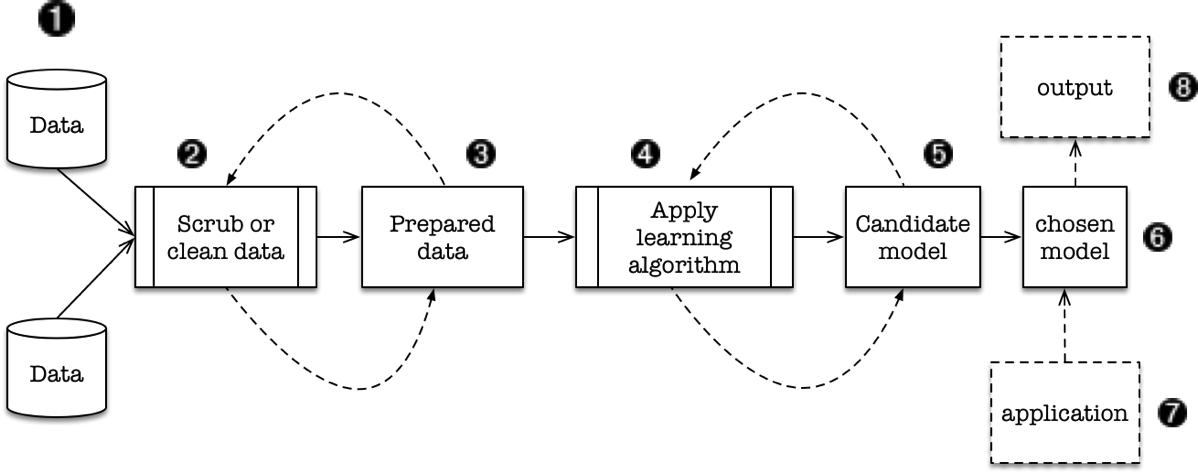 ❶
Data
❷
Scrub or
clean data
❸
Prepared
data
❹
Apply
learning
algorithm
❺
Candidate
model
chosen
model
❻
output
❽
application
❼
Data